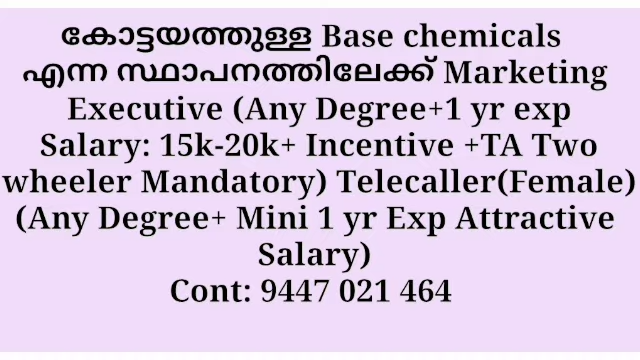 കോട്ടയത്തുള്ള Base chemicals
എന്ന സ്ഥാപനത്തിലേക്ക് Marketing
Executive (Any Degree+1 yr exp
Salary: 15k-20k+ Incentive +TA Two
wheeler Mandatory) Telecaller(Female)
(Any Degree+ Mini 1 yr Exp Attractive
Salary)
Cont: 9447 021 464